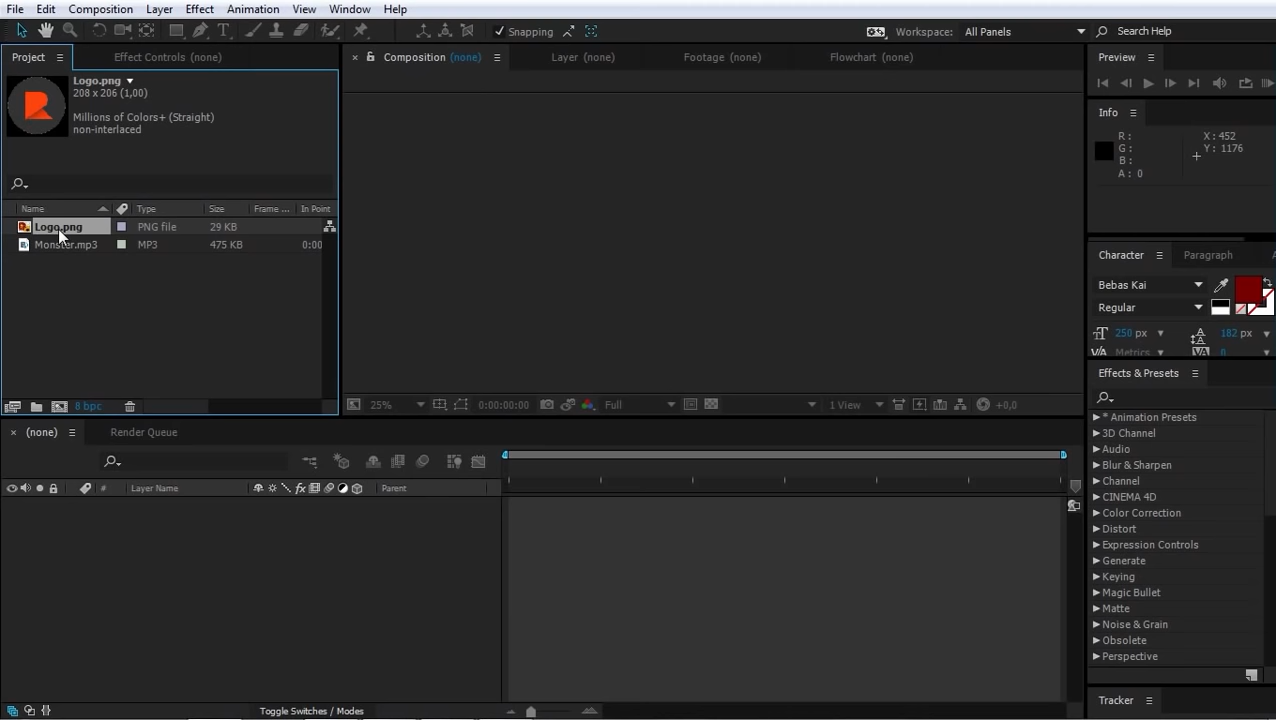 File Edit Composition Layer Effect Animation View Window Help
Snapping Workspace: All Panels Search Help
Project Effect Controls (none) Composition (none) Layer (none) Footage (none) Flowchart (none) Preview
Logo.png
208 x 206 (1,00)
Millions of Colors+ (Straight)
non-interlaced
Info
R: X: 452
G: Y: 1176
B:
A: 0
Name Type Size Frame ... In Point
Logo.png PNG file 29 KB
Monster.mp3 MP3 475 KB 0:00
Character Paragraph
Bebas Kai
Regular
250 px 182 px
Metrics 0
Effects & Presets
8 bpc 25% 0:00:00:00 Full 1 View +0,0
* Animation Presets
3D Channel
Audio
Blur & Sharpen
Channel
CINEMA 4D
Color Correction
Distort
Expression Controls
Generate
Keying
Magic Bullet
Matte
Noise & Grain
Obsolete
Perspective
Tracker
(none) Render Queue
# Layer Name fx Parent
Toggle Switches / Modes